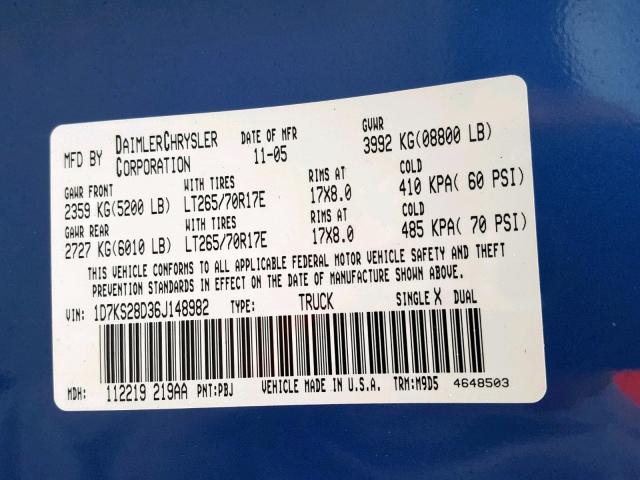 MFD BY DAIMLERCHRYSLER CORPORATION DATE OF MFR 11-05 GVWR 3992 KG(08800 LB)
GAWR FRONT WITH TIRES RIMS AT COLD
2359 KG(5200 LB) LT265/70R17E 17X8.0 410 KPA( 60 PSI)
GAWR REAR WITH TIRES RIMS AT COLD
2727 KG(6010 LB) LT265/70R17E 17X8.0 485 KPA( 70 PSI)
THIS VEHICLE CONFORMS TO ALL APPLICABLE FEDERAL MOTOR VEHICLE SAFETY AND THEFT
PREVENTION STANDARDS IN EFFECT ON THE DATE OF MANUFACTURE SHOWN ABOVE.
VIN: 1D7KS28D36J148982 TYPE: TRUCK SINGLE X DUAL
MDH: 112219 219AA PNT:PBJ VEHICLE MADE IN U.S.A. TRM:M9D5 4648503